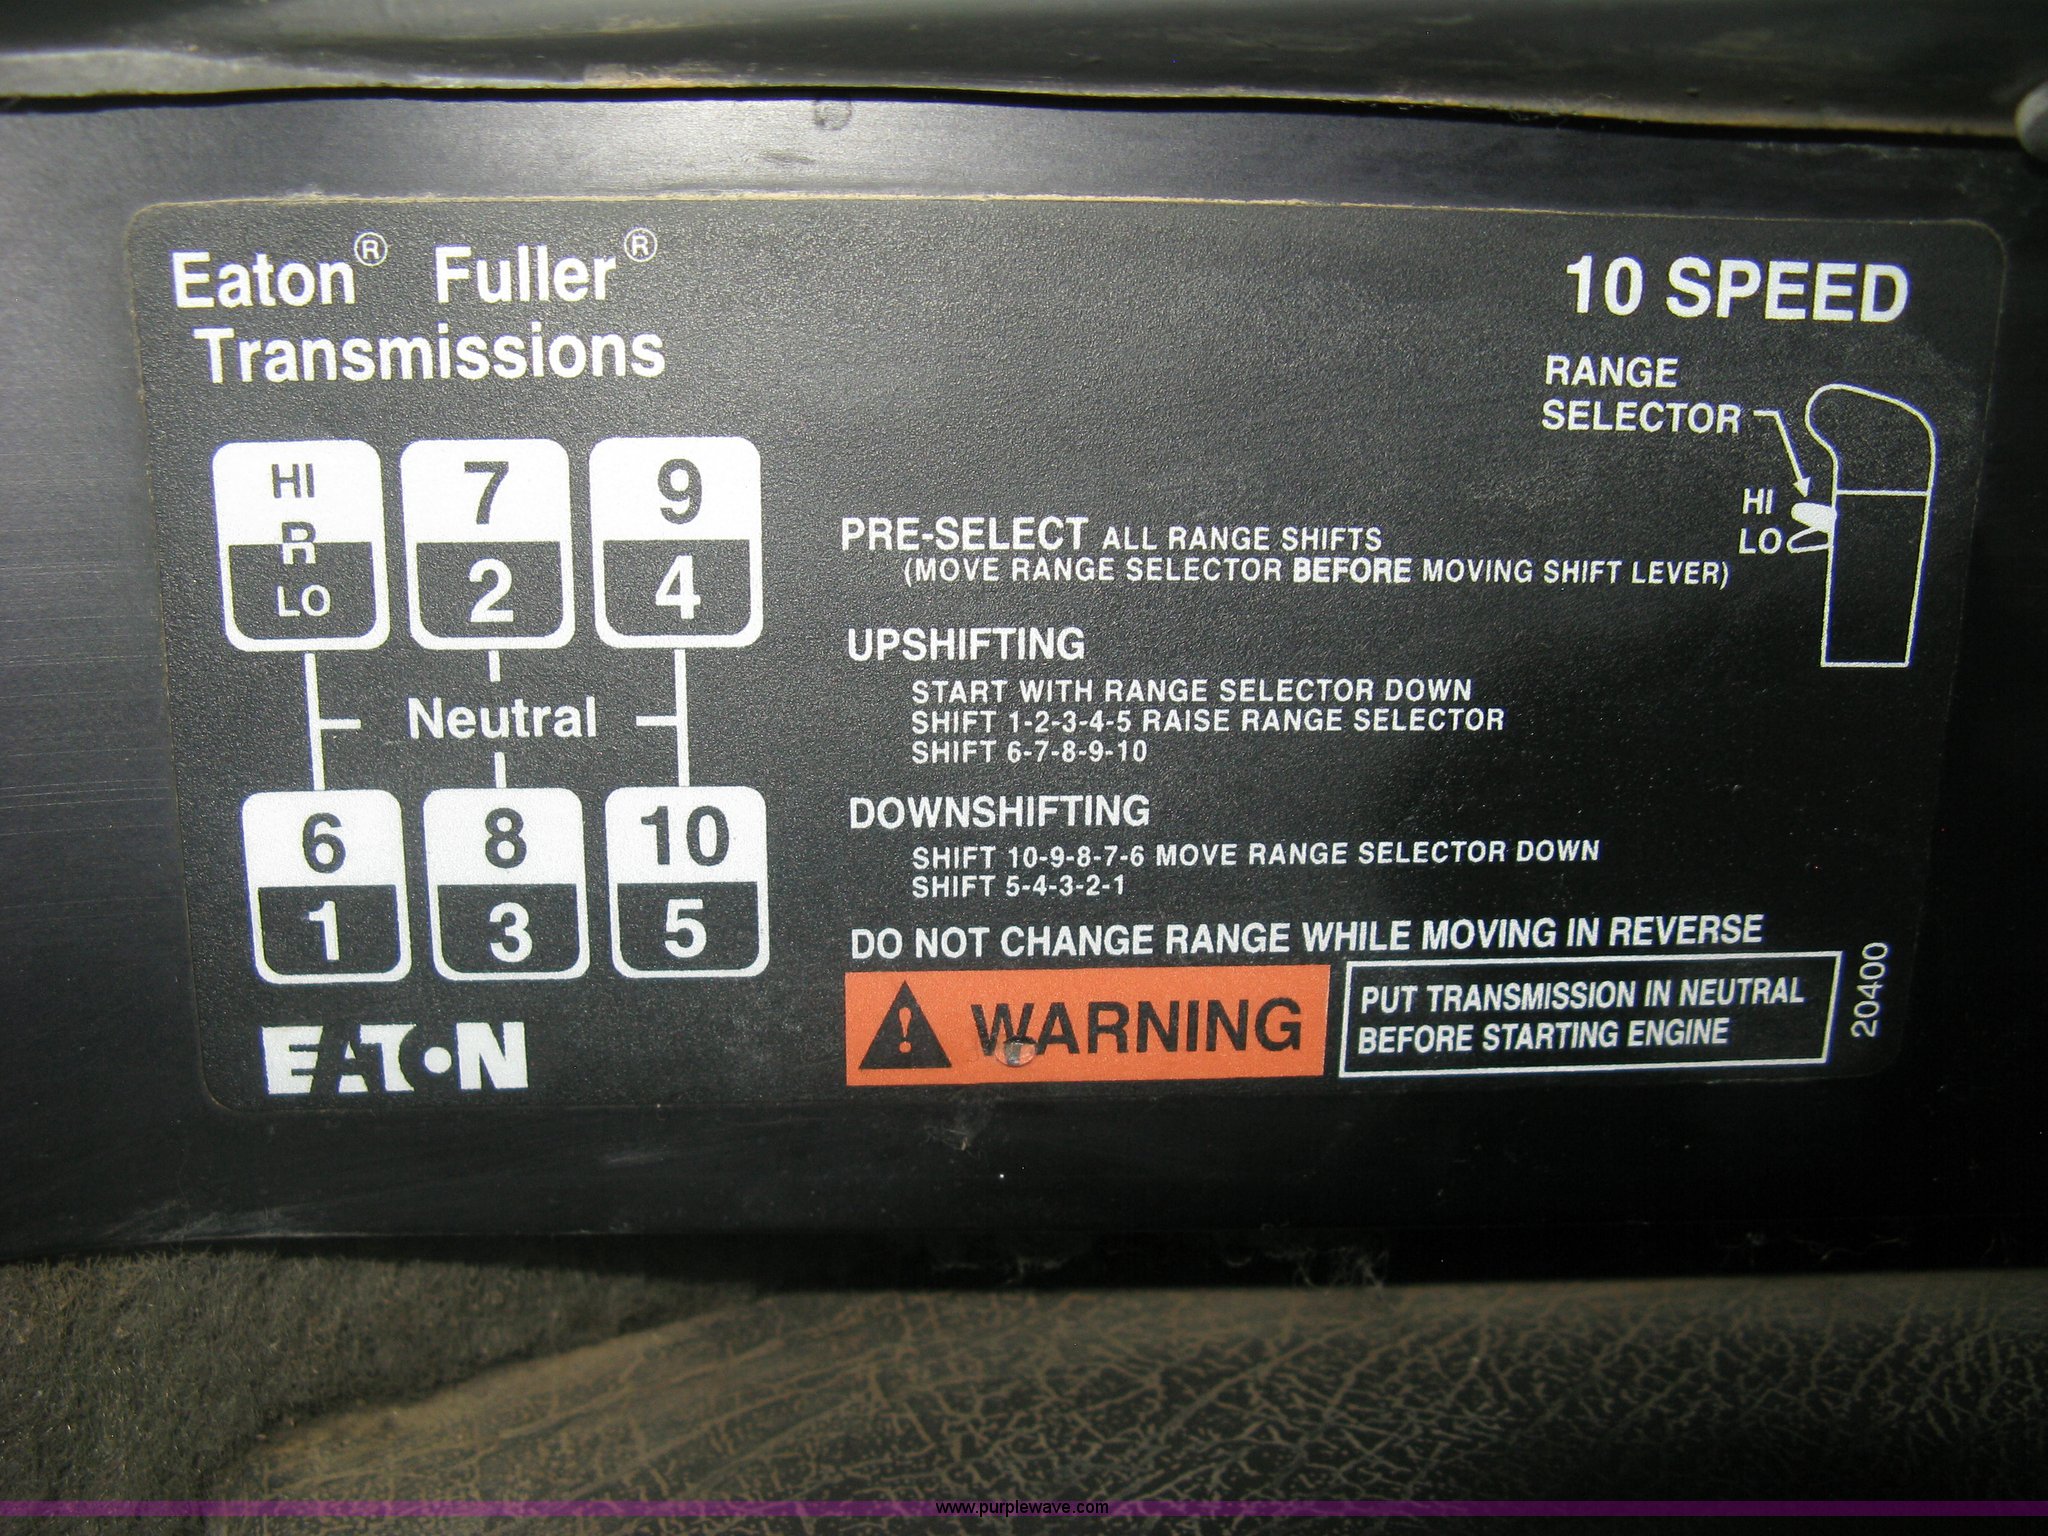 Eaton® Fuller®
Transmissions
10 SPEED
RANGE
SELECTOR
HI
LO
HI
R
LO
7
2
9
4
Neutral
6
1
8
3
10
5
PRE-SELECT ALL RANGE SHIFTS
(MOVE RANGE SELECTOR BEFORE MOVING SHIFT LEVER)
UPSHIFTING
START WITH RANGE SELECTOR DOWN
SHIFT 1-2-3-4-5 RAISE RANGE SELECTOR
SHIFT 6-7-8-9-10
DOWNSHIFTING
SHIFT 10-9-8-7-6 MOVE RANGE SELECTOR DOWN
SHIFT 5-4-3-2-1
DO NOT CHANGE RANGE WHILE MOVING IN REVERSE
WARNING
PUT TRANSMISSION IN NEUTRAL
BEFORE STARTING ENGINE
20400
EATON
www.purplewave.com